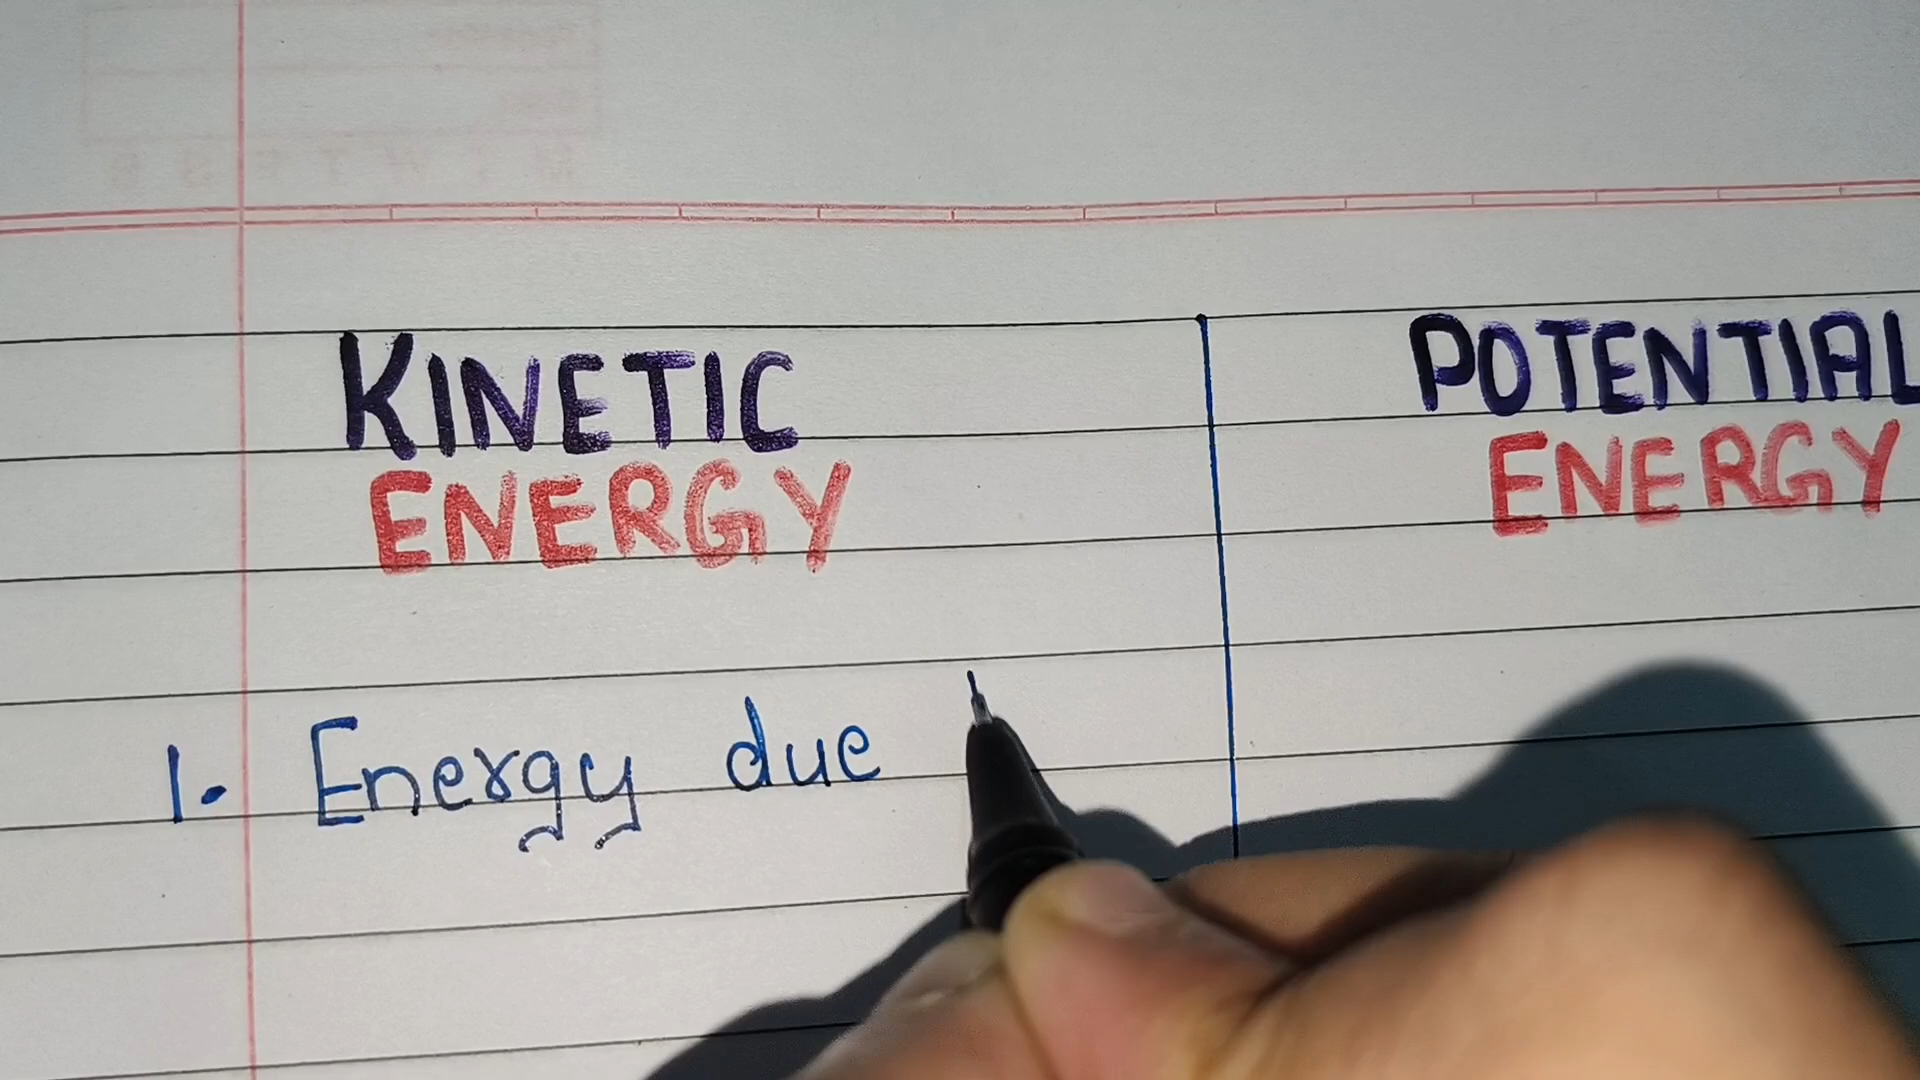 KINETIC
ENERGY
POTENTIAL
ENERGY
1. Energy due